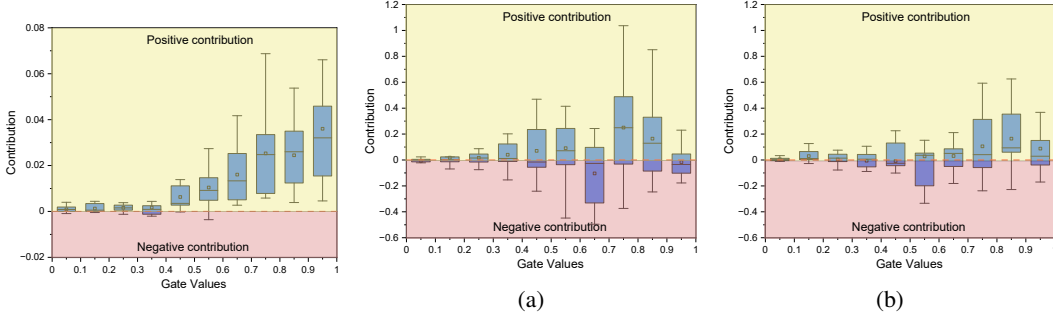 0.08
0.06
0.04
0.02
0
−0.02
Contribution
Positive contribution
Negative contribution
0 0.1 0.2 0.3 0.4 0.5 0.6 0.7 0.8 0.9 1
Gate Values
1.2
1.0
0.8
0.6
0.4
0.2
0
−0.2
−0.4
−0.6
Contribution
Positive contribution
Negative contribution
0 0.1 0.2 0.3 0.4 0.5 0.6 0.7 0.8 0.9 1
Gate Values
(a)
1.2
1.0
0.8
0.6
0.4
0.2
0
−0.2
−0.4
−0.6
Contribution
Positive contribution
Negative contribution
0 0.1 0.2 0.3 0.4 0.5 0.6 0.7 0.8 0.9
Gate Values
(b)